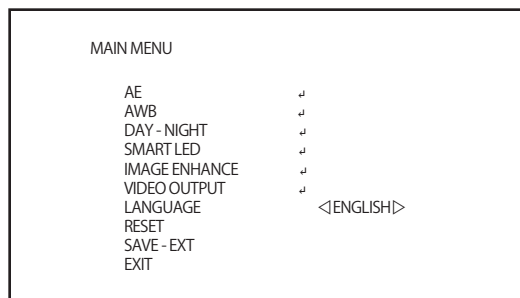 MAIN MENU
AE ↵
AWB ↵
DAY - NIGHT ↵
SMART LED ↵
IMAGE ENHANCE ↵
VIDEO OUTPUT ↵
LANGUAGE ◁ENGLISH▷
RESET
SAVE - EXT
EXIT